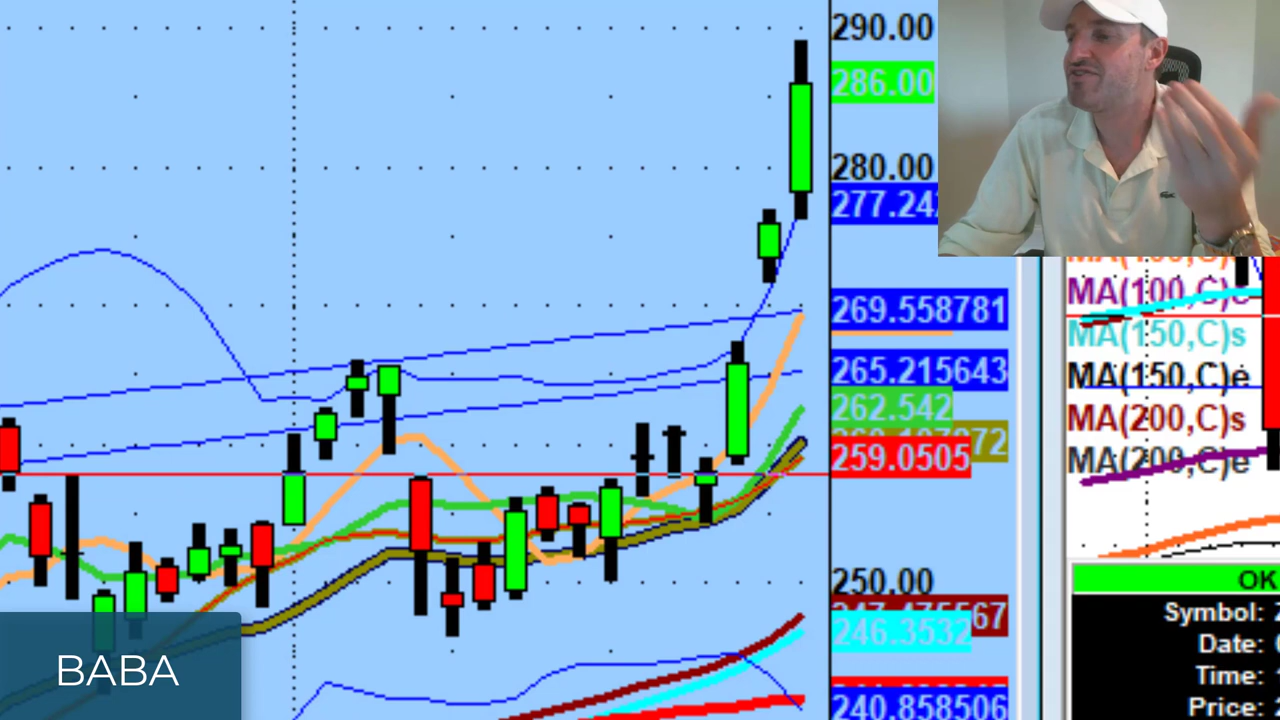 290.00
286.00
280.00
277.242
269.558781
265.215643
262.542
259.0505
250.00
246.3532
240.858506
MA(100,C)e
MA(150,C)s
MA(150,C)e
MA(200,C)s
MA(200,C)e
OK
Symbol:
Date:
Time:
Price:
BABA